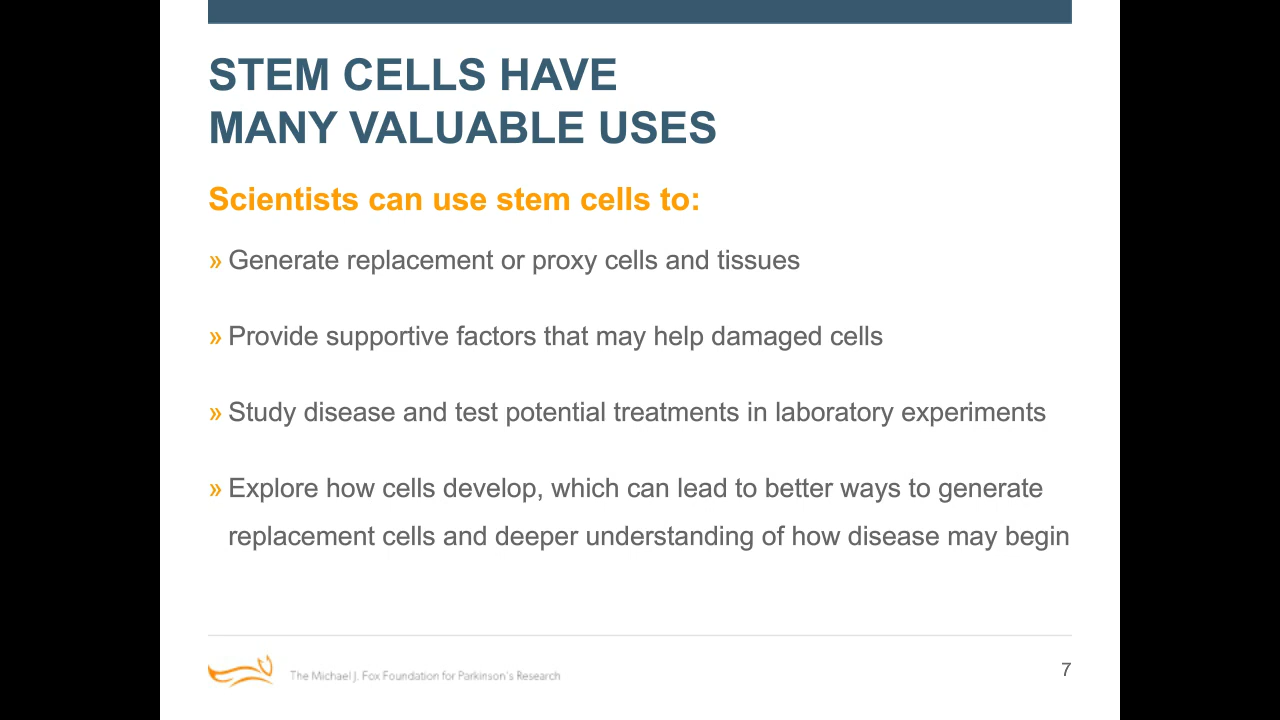 STEM CELLS HAVE
MANY VALUABLE USES
Scientists can use stem cells to:
» Generate replacement or proxy cells and tissues
» Provide supportive factors that may help damaged cells
» Study disease and test potential treatments in laboratory experiments
» Explore how cells develop, which can lead to better ways to generate
replacement cells and deeper understanding of how disease may begin
The Michael J. Fox Foundation for Parkinson's Research
7